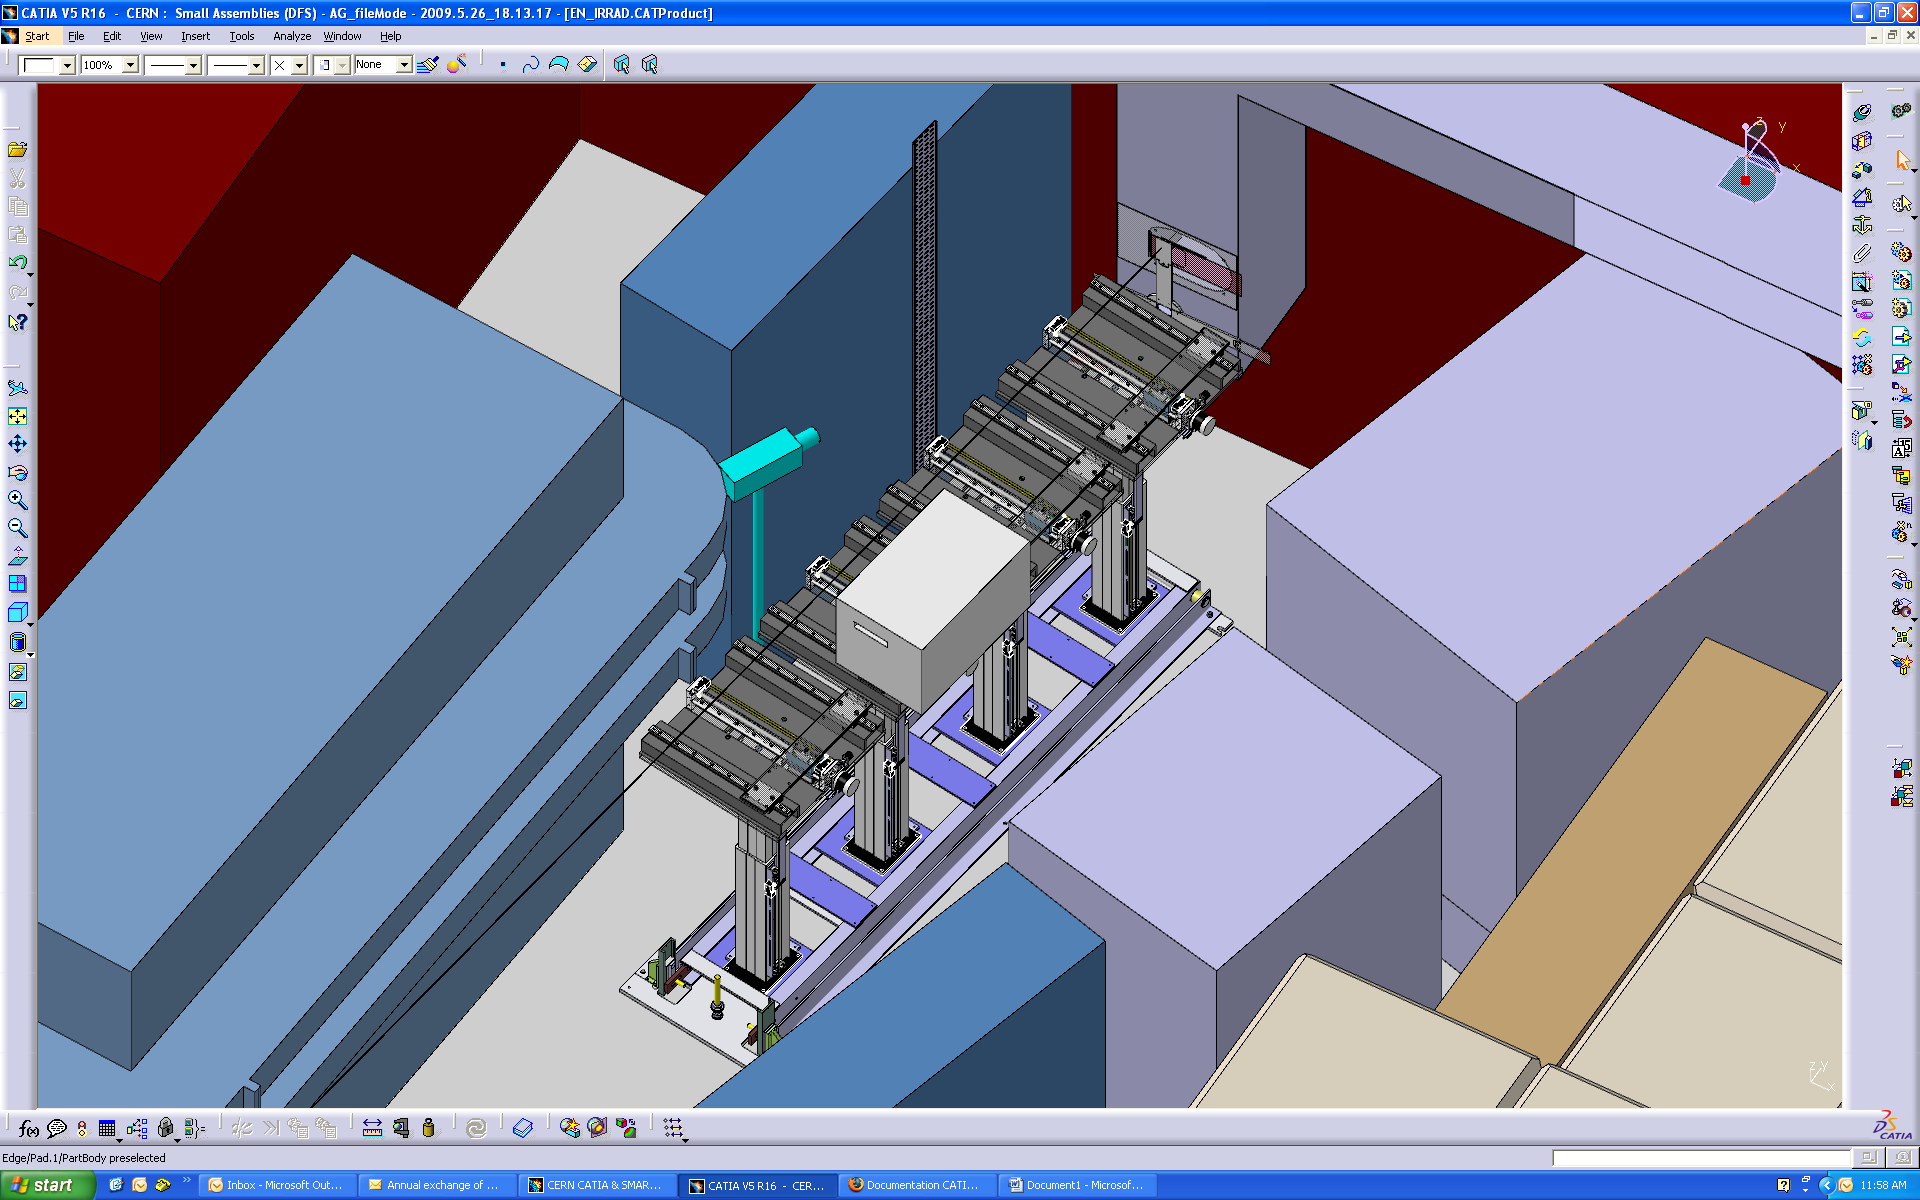 CATIA V5 R16 - CERN : Small Assemblies (DFS) - AG_fileMode - 2009.5.26_18.13.17 - [EN_IRRAD.CATProduct]
Start File Edit View Insert Tools Analyze Window Help
100% None
z y
x
z y
x
f(x)
DS
CATIA
Edge/Pad.1/PartBody preselected
start Inbox - Microsoft Out... Annual exchange of ... CERN CATIA & SMAR... CATIA V5 R16 - CER... Documentation CATI... Document1 - Microsof... 11:58 AM